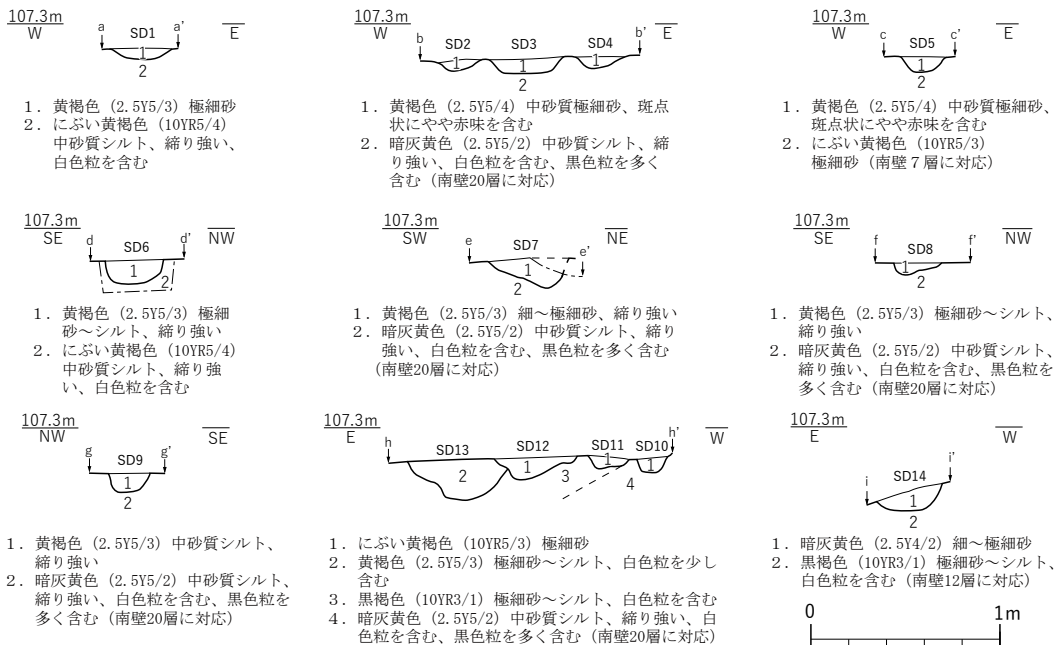 107.3m
W
E
a
SD1
a'
1
2
1．黄褐色（2.5Y5/3）極細砂
2．にぶい黄褐色（10YR5/4）
中砂質シルト、締り強い、
白色粒を含む
107.3m
W
E
b
SD2
SD3
SD4
b'
1
1
1
2
1．黄褐色（2.5Y5/4）中砂質極細砂、斑点
状にやや赤味を含む
2．暗灰黄色（2.5Y5/2）中砂質シルト、締
り強い、白色粒を含む、黒色粒を多く
含む（南壁20層に対応）
107.3m
W
E
c
SD5
c'
1
2
1．黄褐色（2.5Y5/4）中砂質極細砂、
斑点状にやや赤味を含む
2．にぶい黄褐色（10YR5/3）
極細砂（南壁７層に対応）
107.3m
SE
NW
d
SD6
d'
1
2
1．黄褐色（2.5Y5/3）極細
砂～シルト、締り強い
2．にぶい黄褐色（10YR5/4）
中砂質シルト、締り強
い、白色粒を含む
107.3m
SW
NE
e
SD7
e'
1
2
1．黄褐色（2.5Y5/3）細～極細砂、締り強い
2．暗灰黄色（2.5Y5/2）中砂質シルト、締り
強い、白色粒を含む、黒色粒を多く含む
（南壁20層に対応）
107.3m
SE
NW
f
SD8
f'
1
2
1．黄褐色（2.5Y5/3）極細砂～シルト、
締り強い
2．暗灰黄色（2.5Y5/2）中砂質シルト、
締り強い、白色粒を含む、黒色粒を
多く含む（南壁20層に対応）
107.3m
NW
SE
g
SD9
g'
1
2
1．黄褐色（2.5Y5/3）中砂質シルト、
締り強い
2．暗灰黄色（2.5Y5/2）中砂質シルト、
締り強い、白色粒を含む、黒色粒を
多く含む（南壁20層に対応）
107.3m
E
W
h
SD13
SD12
SD11
SD10
h'
2
1
3
1
4
1
1．にぶい黄褐色（10YR5/3）極細砂
2．黄褐色（2.5Y5/3）極細砂～シルト、白色粒を少し
含む
3．黒褐色（10YR3/1）極細砂～シルト、白色粒を含む
4．暗灰黄色（2.5Y5/2）中砂質シルト、締り強い、白
色粒を含む、黒色粒を多く含む（南壁20層に対応）
107.3m
E
W
i
SD14
i'
1
2
1．暗灰黄色（2.5Y4/2）細～極細砂
2．黒褐色（10YR3/1）極細砂～シルト、
白色粒を含む（南壁12層に対応）
0
1m